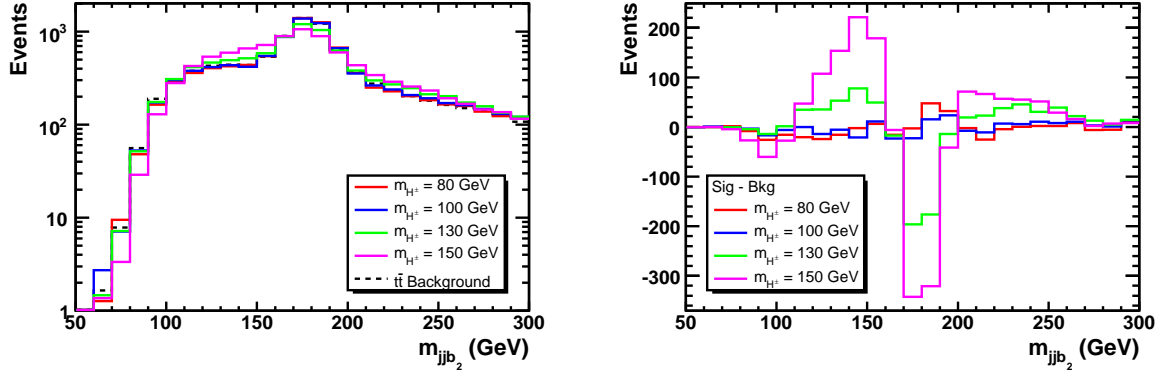 Events
10³
10²
10
1
m_H± = 80 GeV
m_H± = 100 GeV
m_H± = 130 GeV
m_H± = 150 GeV
tt̄ Background
50 100 150 200 250 300
m_jjb₂ (GeV)
Events
200
100
0
-100
-200
-300
Sig - Bkg
m_H± = 80 GeV
m_H± = 100 GeV
m_H± = 130 GeV
m_H± = 150 GeV
50 100 150 200 250 300
m_jjb₂ (GeV)